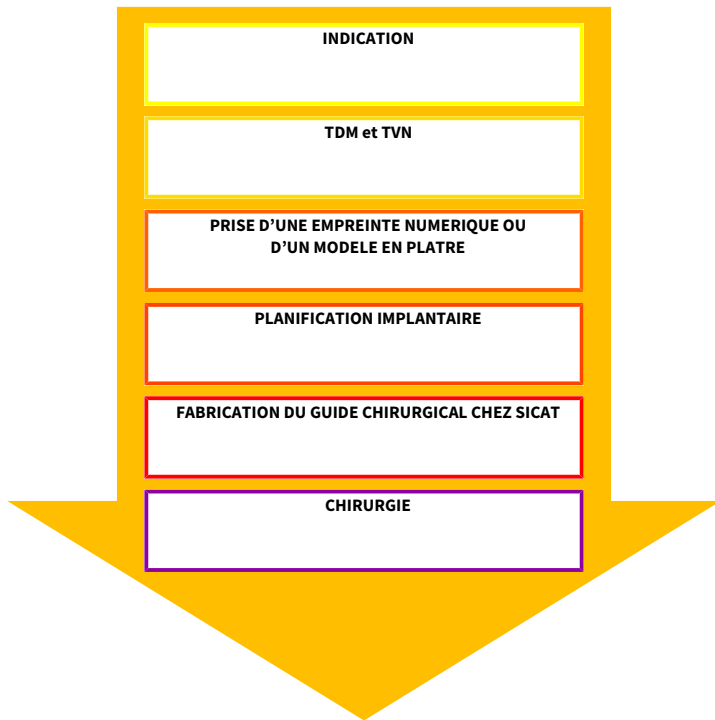 INDICATION
TDM et TVN
PRISE D’UNE EMPREINTE NUMERIQUE OU
D’UN MODELE EN PLATRE
PLANIFICATION IMPLANTAIRE
FABRICATION DU GUIDE CHIRURGICAL CHEZ SICAT
CHIRURGIE